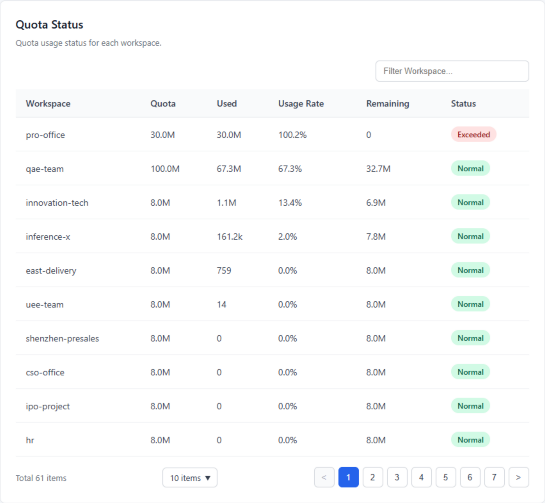 Quota Status
Quota usage status for each workspace.
Filter Workspace...
Workspace Quota Used Usage Rate Remaining Status
pro-office 30.0M 30.0M 100.2% 0 Exceeded
qae-team 100.0M 67.3M 67.3% 32.7M Normal
innovation-tech 8.0M 1.1M 13.4% 6.9M Normal
inference-x 8.0M 161.2k 2.0% 7.8M Normal
east-delivery 8.0M 759 0.0% 8.0M Normal
uee-team 8.0M 14 0.0% 8.0M Normal
shenzhen-presales 8.0M 0 0.0% 8.0M Normal
cso-office 8.0M 0 0.0% 8.0M Normal
ipo-project 8.0M 0 0.0% 8.0M Normal
hr 8.0M 0 0.0% 8.0M Normal
Total 61 items 10 items ▼ < 1 2 3 4 5 6 7 >